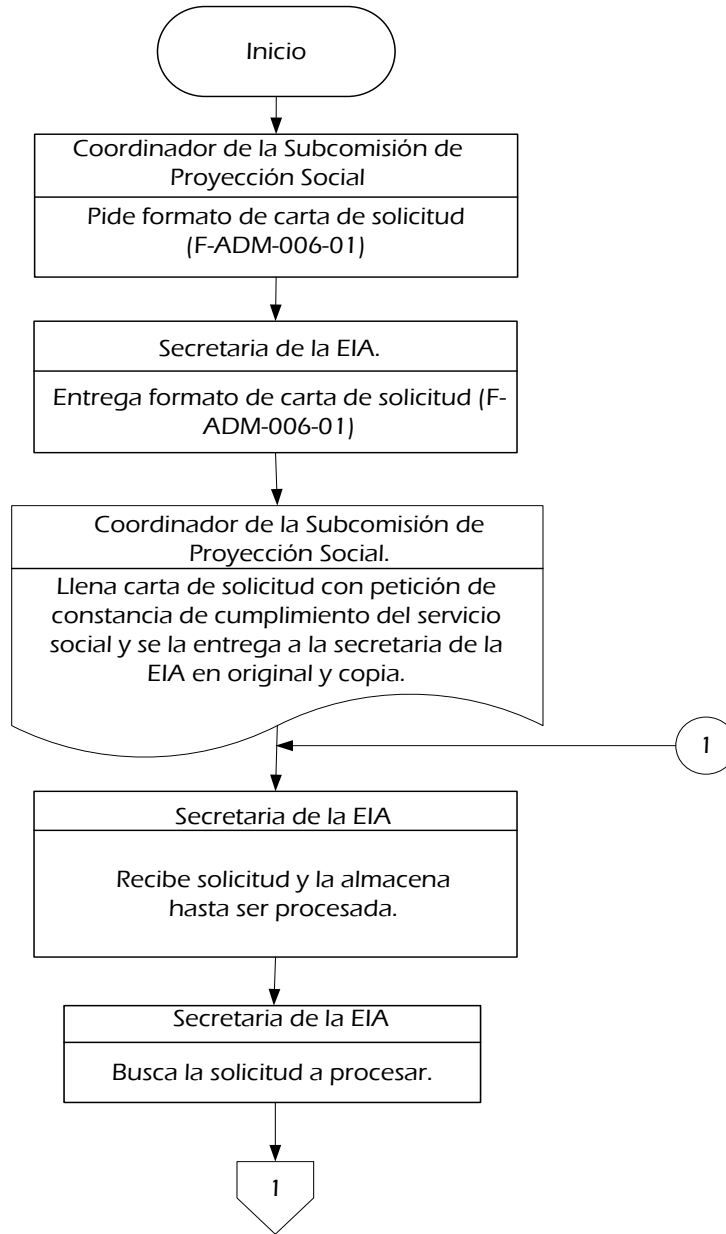 Inicio
Coordinador de la Subcomisión de
Proyección Social
Pide formato de carta de solicitud
(F-ADM-006-01)
Secretaria de la EIA.
Entrega formato de carta de solicitud (F-
ADM-006-01)
Coordinador de la Subcomisión de
Proyección Social.
Llena carta de solicitud con petición de
constancia de cumplimiento del servicio
social y se la entrega a la secretaria de la
EIA en original y copia.
1
Secretaria de la EIA
Recibe solicitud y la almacena
hasta ser procesada.
Secretaria de la EIA
Busca la solicitud a procesar.
1